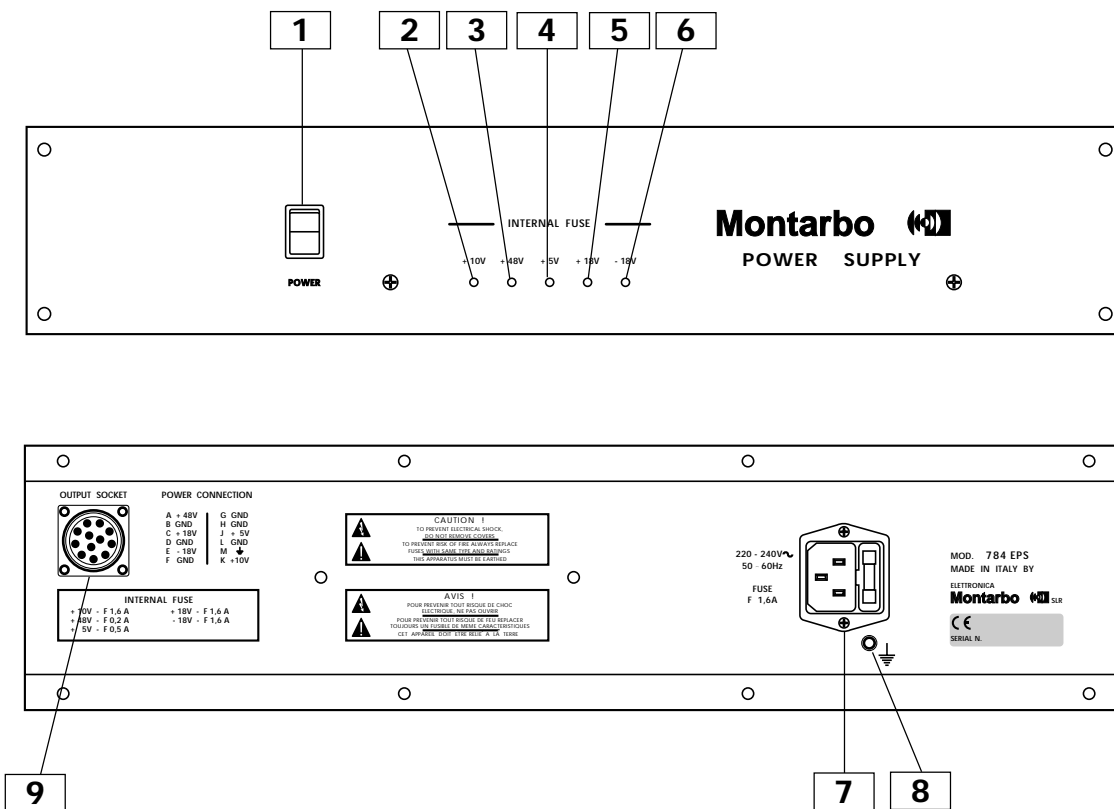 1 2 3 4 5 6
INTERNAL FUSE
Montarbo
POWER SUPPLY
+ 10V + 48V + 5V + 18V - 18V
POWER
OUTPUT SOCKET
POWER CONNECTION
A + 48V G GND
B GND H GND
C + 18V J + 5V
D GND L GND
E - 18V M
F GND K +10V
INTERNAL FUSE
+ 10V - F 1,6 A + 18V - F 1,6 A
+ 48V - F 0,2 A - 18V - F 1,6 A
+ 5V - F 0,5 A
CAUTION !
TO PREVENT ELECTRICAL SHOCK,
DO NOT REMOVE COVERS
TO PREVENT RISK OF FIRE ALWAYS REPLACE
FUSES WITH SAME TYPE AND RATINGS
THIS APPARATUS MUST BE EARTHED
AVIS !
POUR PREVENIR TOUT RISQUE DE CHOC
ELECTRIQUE, NE PAS OUVRIR
POUR PREVENIR TOUT RISQUE DE FEU REPLACER
TOUJOURS UN FUSIBLE DE MEME CARACTERISTIQUES
CET APPAREIL DOIT ETRE RELIE A LA TERRE
220 - 240V~
50 - 60Hz
FUSE
F 1,6A
MOD. 784 EPS
MADE IN ITALY BY
ELETTRONICA
Montarbo SLR
CE
SERIAL N.
9 7 8